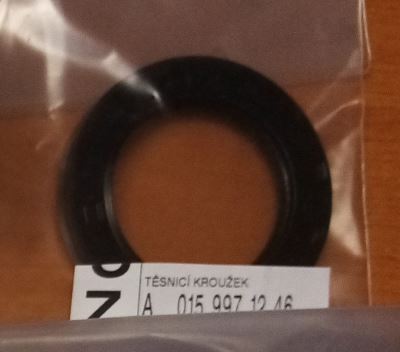 TĚSNICÍ KROUŽEK
A 015 997 12 46